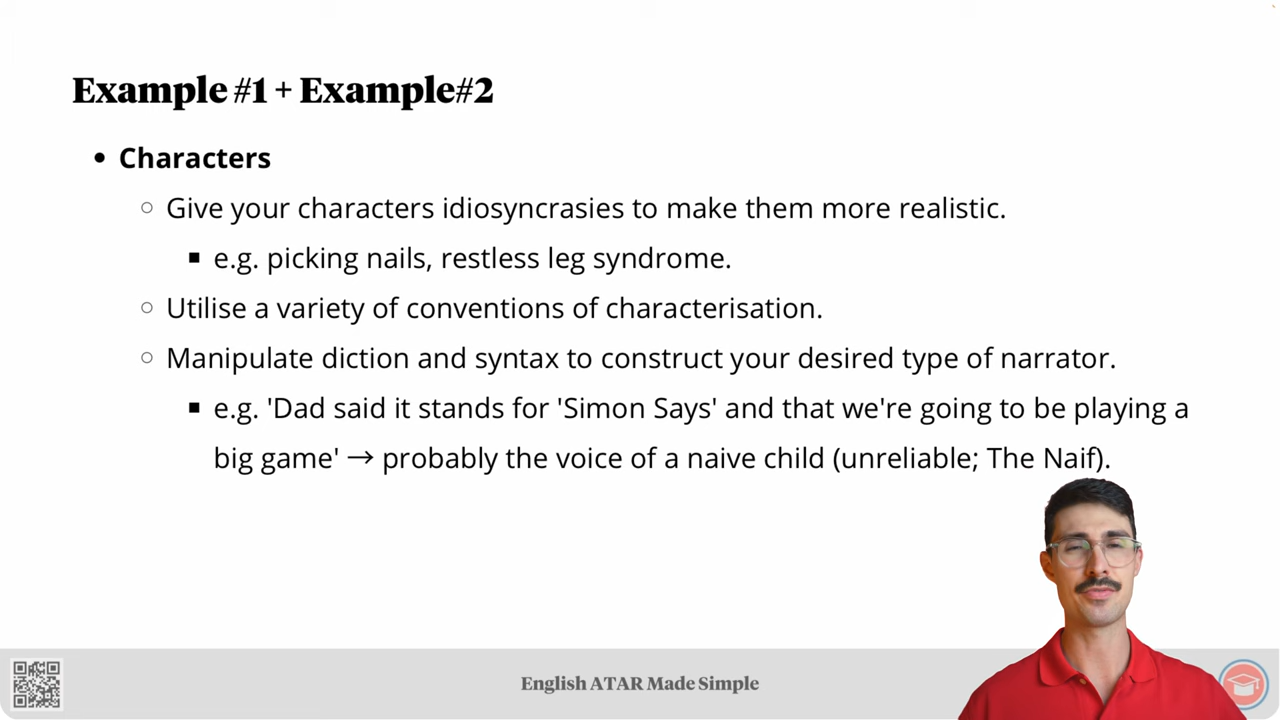 Example #1 + Example#2
• Characters
○ Give your characters idiosyncrasies to make them more realistic.
■ e.g. picking nails, restless leg syndrome.
○ Utilise a variety of conventions of characterisation.
○ Manipulate diction and syntax to construct your desired type of narrator.
■ e.g. 'Dad said it stands for 'Simon Says' and that we're going to be playing a
big game' → probably the voice of a naive child (unreliable; The Naif).
English ATAR Made Simple